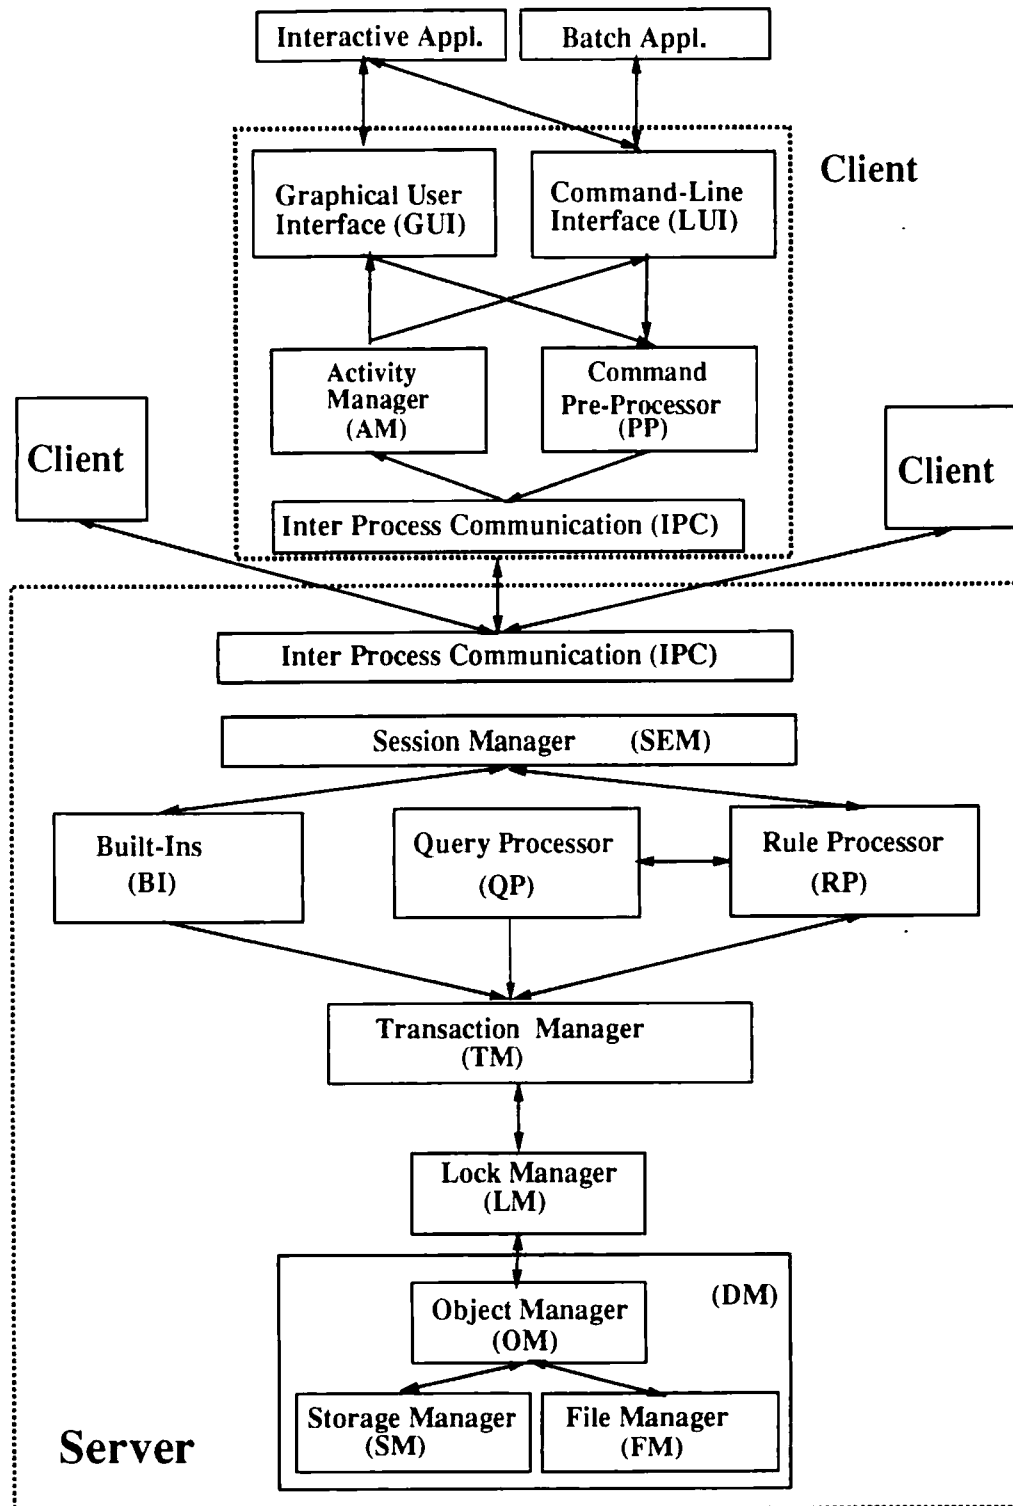 Interactive Appl.
Batch Appl.
Client
Graphical User
Interface (GUI)
Command-Line
Interface (LUI)
Activity
Manager
(AM)
Command
Pre-Processor
(PP)
Client
Client
Inter Process Communication (IPC)
Inter Process Communication (IPC)
Session Manager (SEM)
Built-Ins
(BI)
Query Processor
(QP)
Rule Processor
(RP)
Transaction Manager
(TM)
Lock Manager
(LM)
(DM)
Object Manager
(OM)
Storage Manager
(SM)
File Manager
(FM)
Server